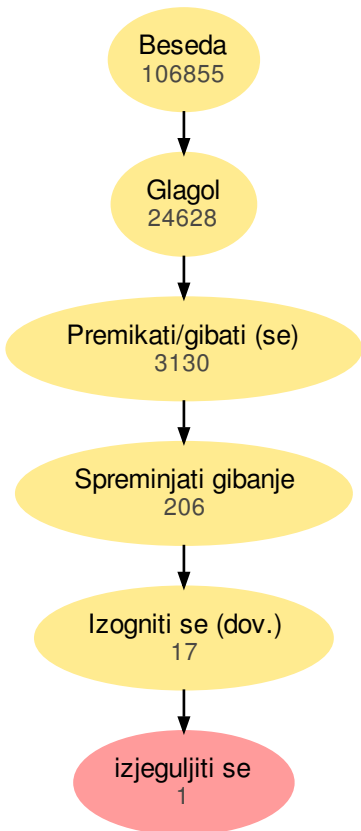 Beseda
106855
Glagol
24628
Premikati/gibati (se)
3130
Spreminjati gibanje
206
Izogniti se (dov.)
17
izjeguljiti se
1